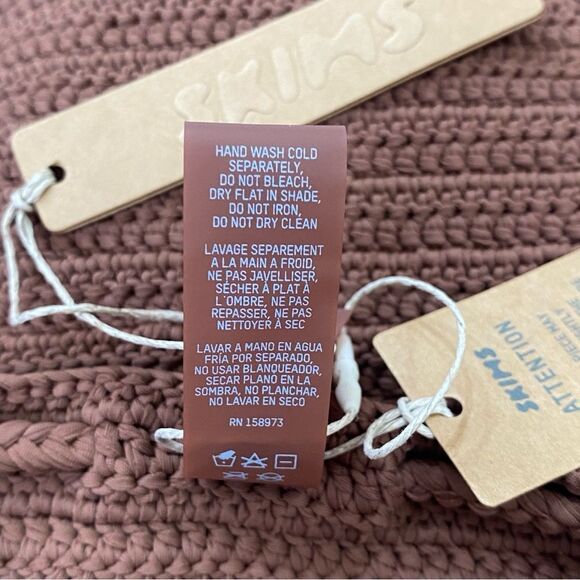 SKIMS
HAND WASH COLD
SEPARATELY,
DO NOT BLEACH,
DRY FLAT IN SHADE,
DO NOT IRON,
DO NOT DRY CLEAN
LAVAGE SEPAREMENT
A LA MAIN A FROID,
NE PAS JAVELLISER,
SÉCHER À PLAT À
L'OMBRE, NE PAS
REPASSER, NE PAS
NETTOYER À SEC
LAVAR A MANO EN AGUA
FRÍA POR SEPARADO,
NO USAR BLANQUEADOR,
SECAR PLANO EN LA
SOMBRA, NO PLANCHAR,
NO LAVAR EN SECO
RN 158973
SKIMS
ATTENTION